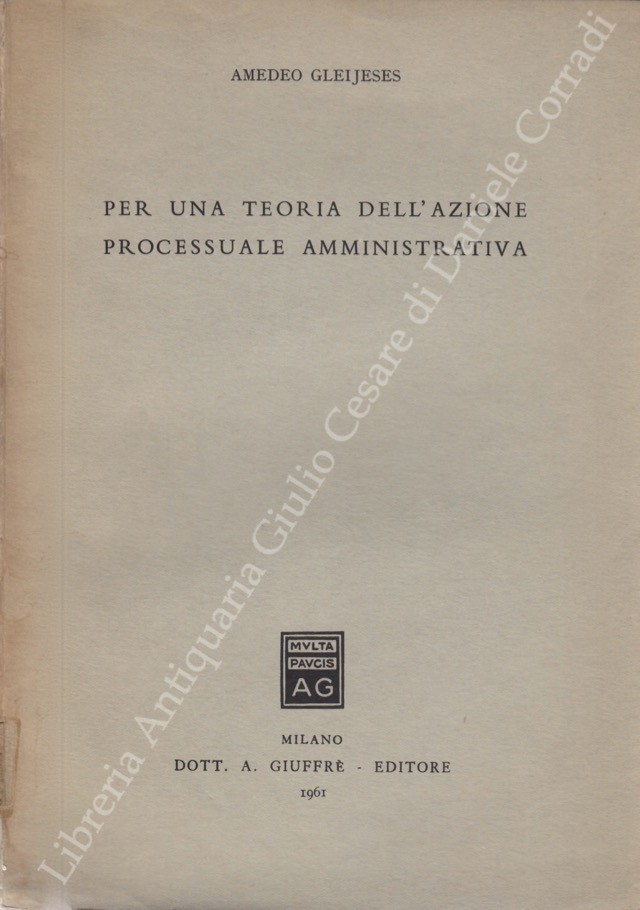 AMEDEO GLEIJESES
PER UNA TEORIA DELL'AZIONE
PROCESSUALE AMMINISTRATIVA
MVLTA
PAVCIS
AG
MILANO
DOTT. A. GIUFFRÈ - EDITORE
1961
Libreria Antiquaria Giulio Cesare di Daniele Corradi